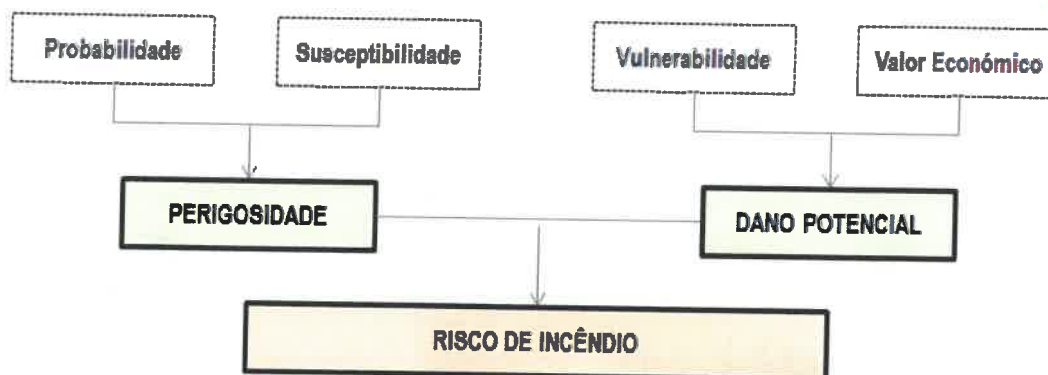 Probabilidade
Susceptibilidade
Vulnerabilidade
Valor Económico
PERIGOSIDADE
DANO POTENCIAL
RISCO DE INCÊNDIO